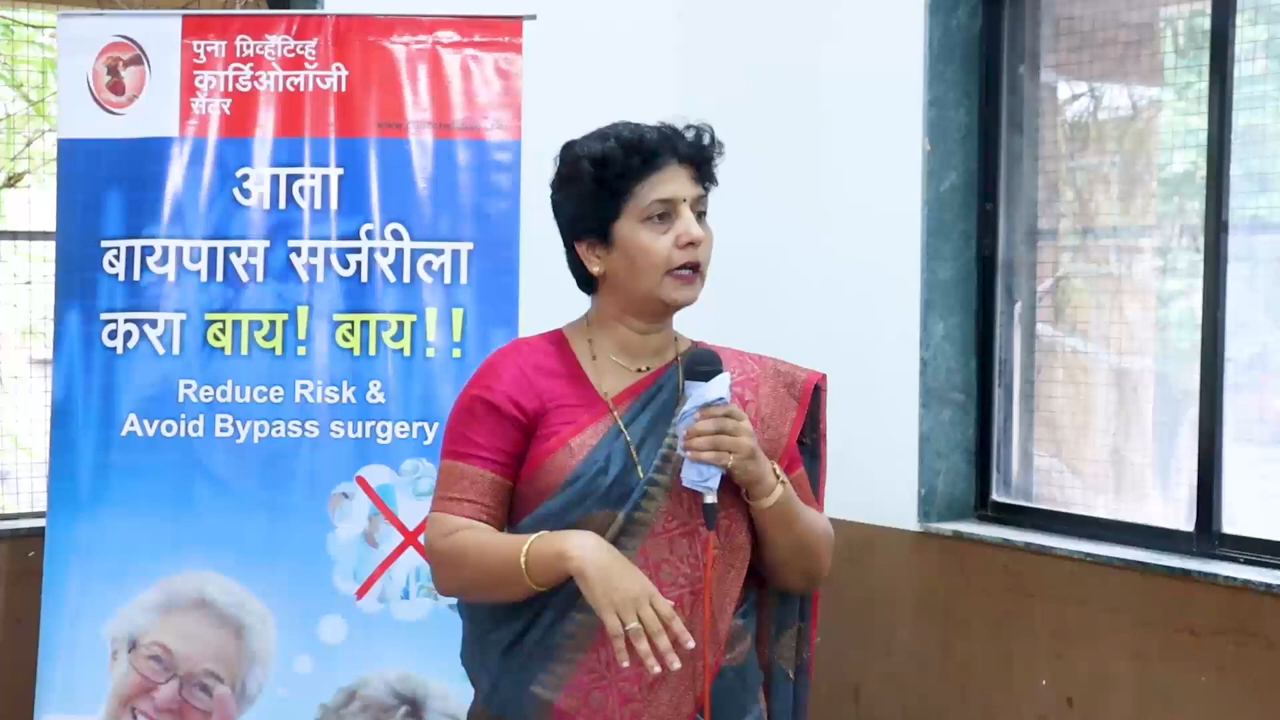 पुना प्रिव्हेंटिव्ह
कार्डिओलॉजी
सेंटर
आता
बायपास सर्जरीला
करा बाय! बाय!!
Reduce Risk &
Avoid Bypass surgery